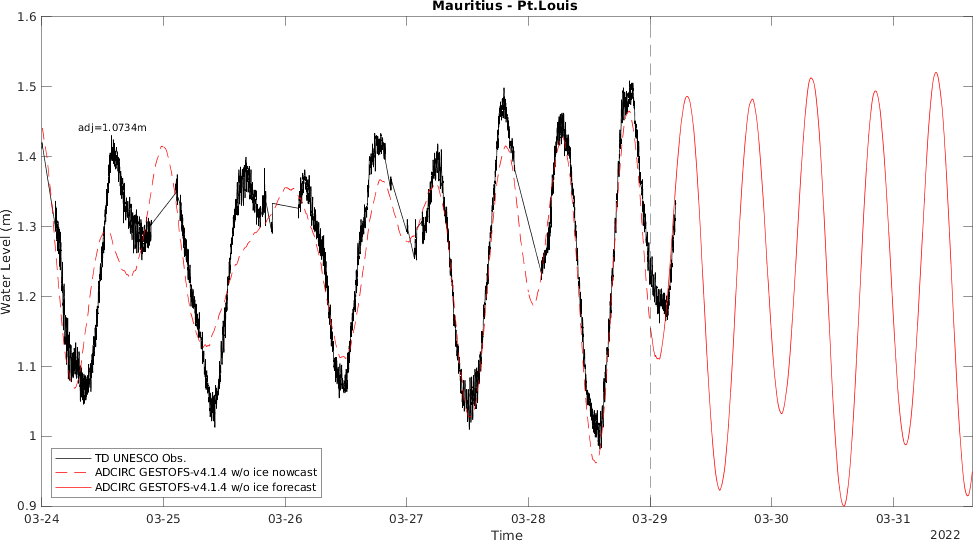 Mauritius - Pt.Louis
1.6
1.5
1.4
1.3
1.2
1.1
1
0.9
Water Level (m)
adj=1.0734m
TD UNESCO Obs.
ADCIRC GESTOFS-v4.1.4 w/o ice nowcast
ADCIRC GESTOFS-v4.1.4 w/o ice forecast
03-24 03-25 03-26 03-27 03-28 03-29 03-30 03-31
Time
2022